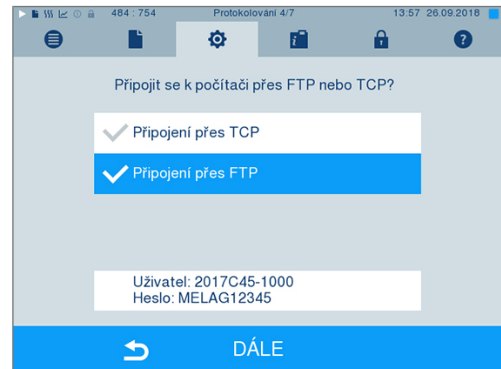 484 : 754 Protokolování 4/7 13:57 26.09.2018
Připojit se k počítači přes FTP nebo TCP?
Připojení přes TCP
Připojení přes FTP
Uživatel: 2017C45-1000
Heslo: MELAG12345
DÁLE